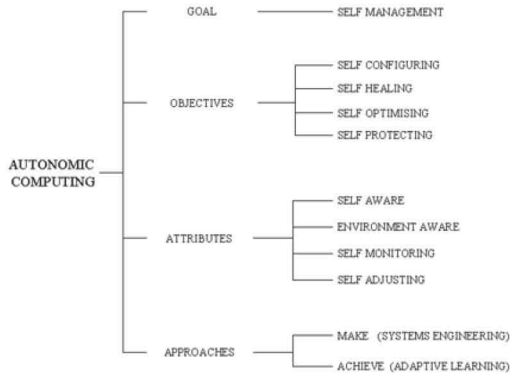 GOAL
SELF MANAGEMENT
OBJECTIVES
SELF CONFIGURING
SELF HEALING
SELF OPTIMISING
SELF PROTECTING
AUTONOMIC
COMPUTING
ATTRIBUTES
SELF AWARE
ENVIRONMENT AWARE
SELF MONITORING
SELF ADJUSTING
APPROACHES
MAKE (SYSTEMS ENGINEERING)
ACHIEVE (ADAPTIVE LEARNING)